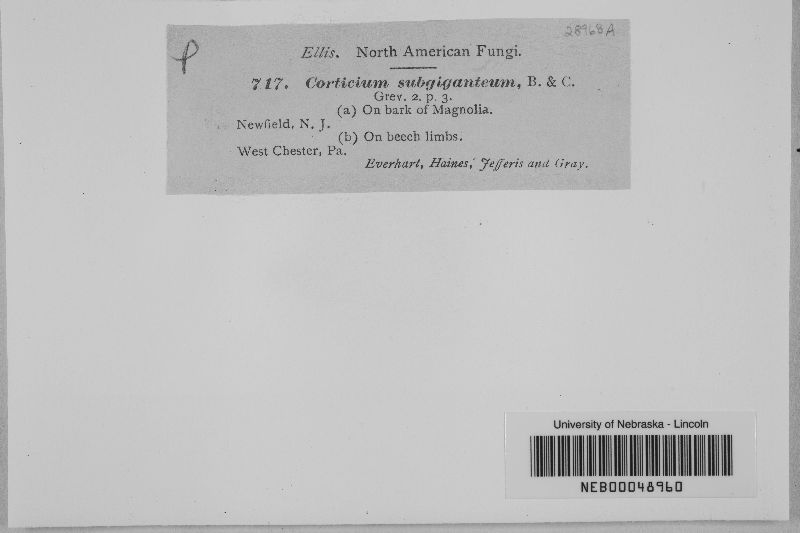 28968A
P
Ellis. North American Fungi.
717. Corticium subgiganteum, B. & C.
Grev. 2. p. 3.
(a) On bark of Magnolia.
Newfield, N. J.
(b) On beech limbs.
West Chester, Pa.
Everhart, Haines, Jefferis and Gray.
University of Nebraska - Lincoln
NEB00048960